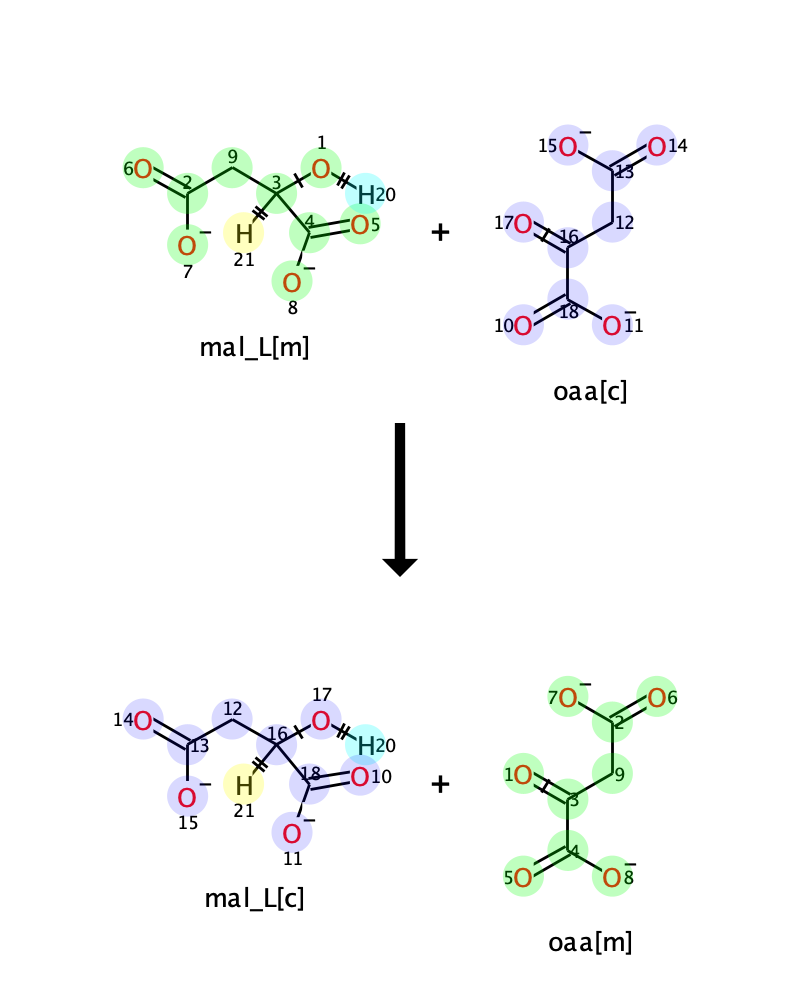 1
15 O − O 14
6 O 2 9 3 O H 20
13
17 O 16 12
H 4 O 5 +
21
O −
7
O −
8
18
10 O O − 11
mal_L[m]
oaa[c]
14 O 13 12 16 17 O H 20
7 O − O 6
2
1 O 3 9
H 18 O 10 +
21
O −
15
O −
11
4
5 O O − 8
mal_L[c]
oaa[m]